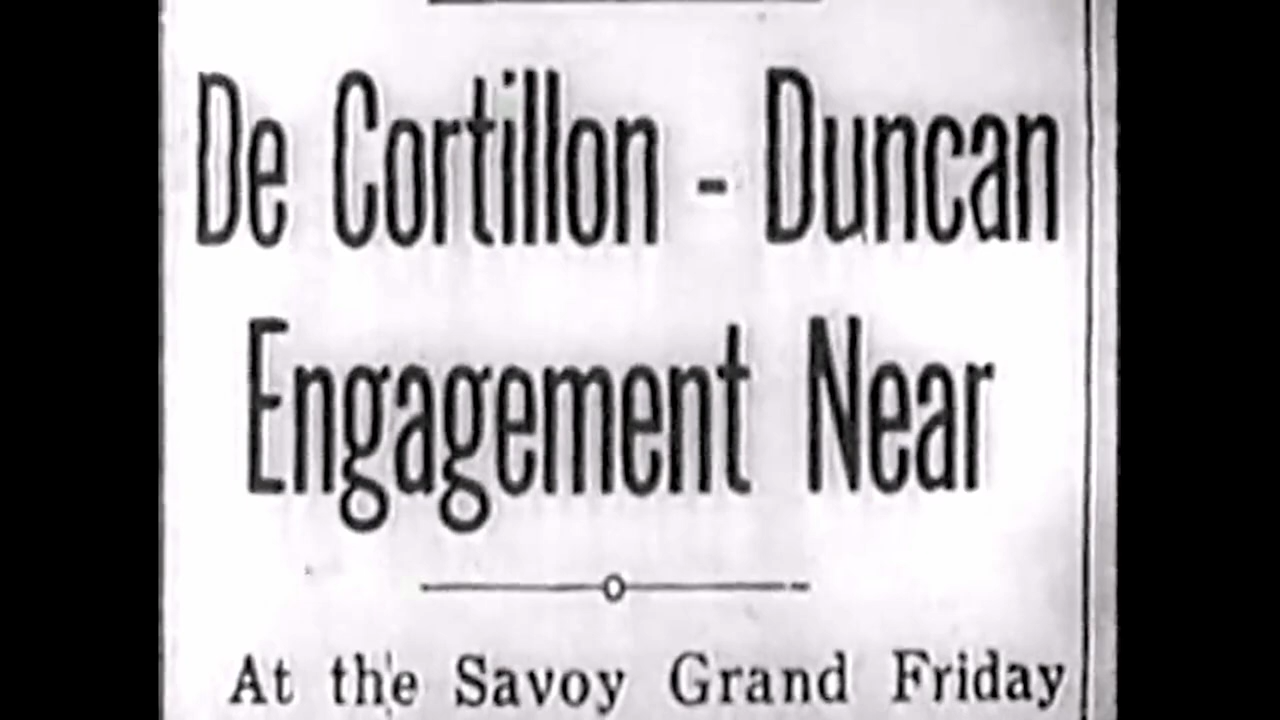 De Cortillon - Duncan
Engagement Near
At the Savoy Grand Friday